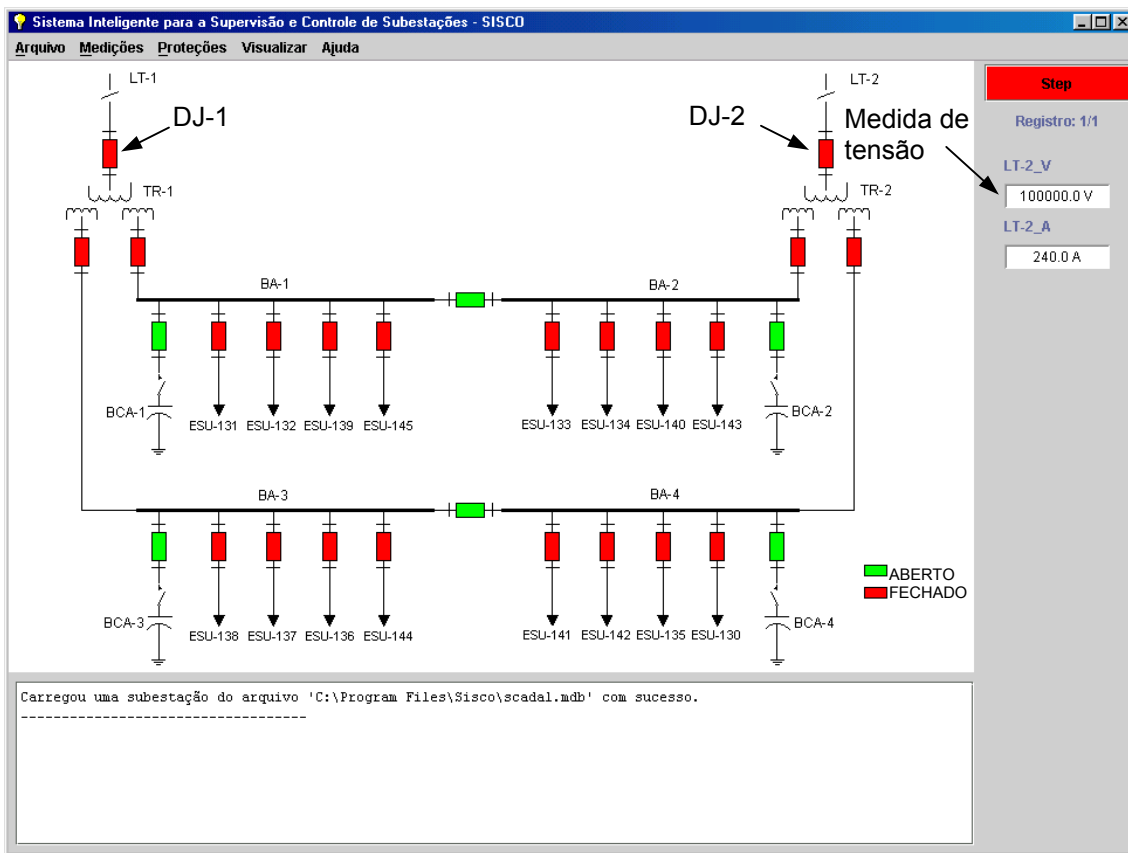 Sistema Inteligente para a Supervisão e Controle de Subestações - SISCO
Arquivo Medições Proteções Visualizar Ajuda
LT-1
LT-2
Step
DJ-1
DJ-2
Medida de
tensão
Registro: 1/1
LT-2_V
100000.0 V
LT-2_A
240.0 A
TR-1
TR-2
BA-1
BA-2
BCA-1
BCA-2
ESU-131 ESU-132 ESU-139 ESU-145
ESU-133 ESU-134 ESU-140 ESU-143
BA-3
BA-4
ABERTO
FECHADO
BCA-3
BCA-4
ESU-138 ESU-137 ESU-136 ESU-144
ESU-141 ESU-142 ESU-135 ESU-130
Carregou uma subestação do arquivo 'C:\Program Files\Sisco\scadal.mdb' com sucesso.
----------------------------------